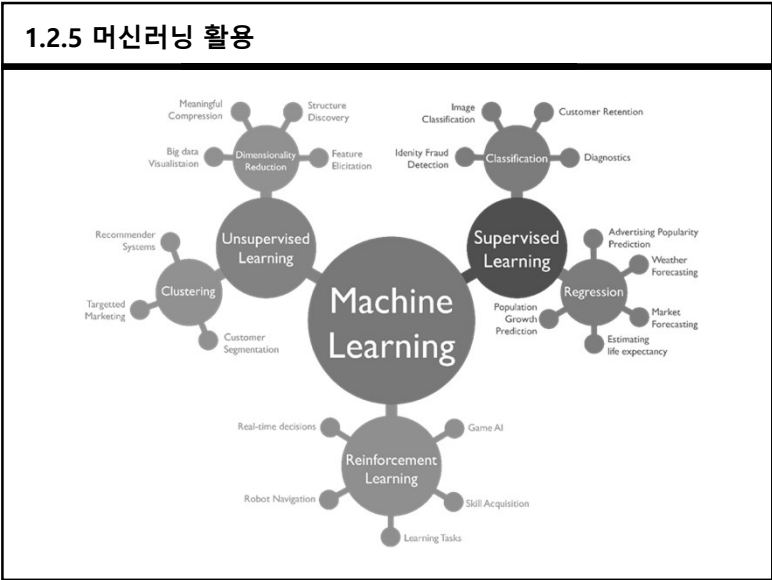 1.2.5 머신러닝 활용
Meaningful
Compression
Structure
Discovery
Big data
Visualistaion
Dimensionality
Reduction
Feature
Elicitation
Image
Classification
Customer Retention
Idenity Fraud
Detection
Classification
Diagnostics
Recommender
Systems
Unsupervised
Learning
Supervised
Learning
Advertising Popularity
Prediction
Weather
Forecasting
Clustering
Machine
Learning
Regression
Targetted
Marketing
Customer
Segmentation
Population
Growth
Prediction
Market
Forecasting
Estimating
life expectancy
Real-time decisions
Game AI
Reinforcement
Learning
Robot Navigation
Skill Acquisition
Learning Tasks